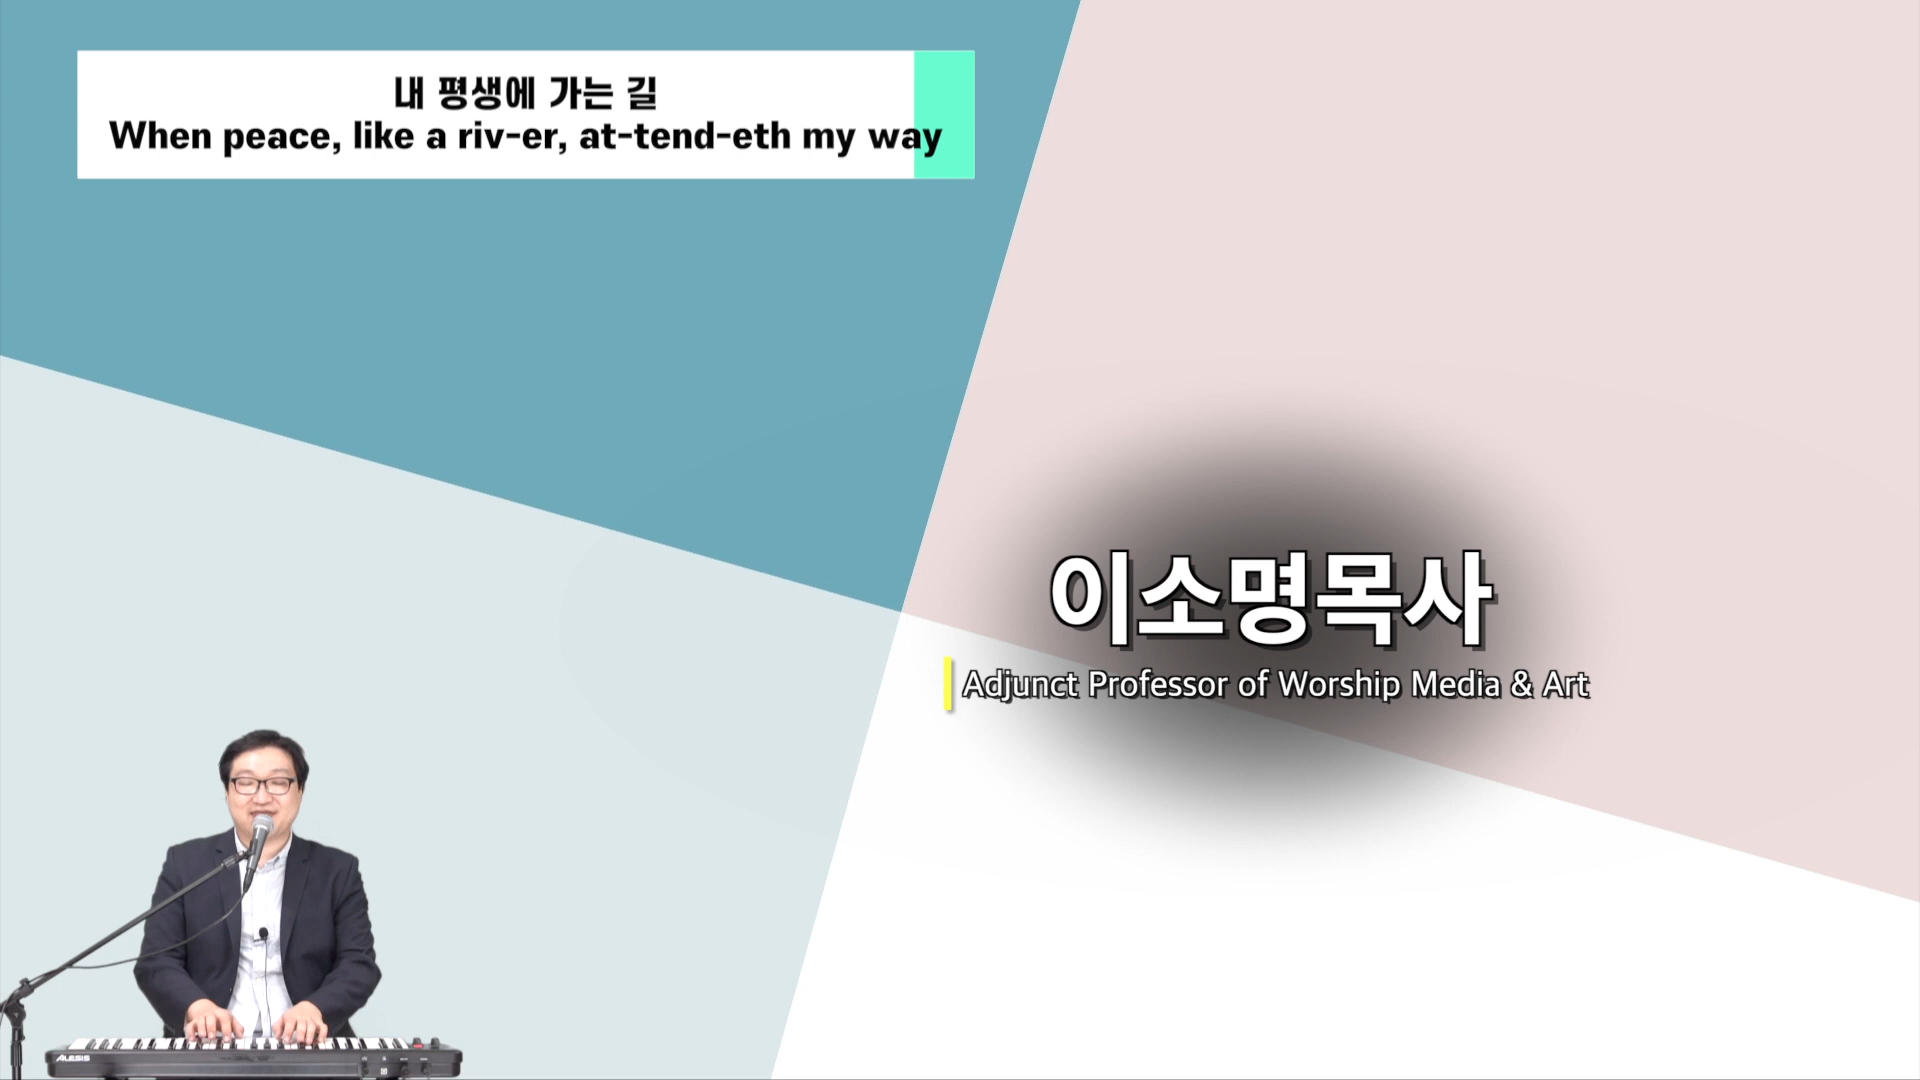 내 평생에 가는 길
When peace, like a riv-er, at-tend-eth my way
이소명목사
Adjunct Professor of Worship Media & Art
ALESIS